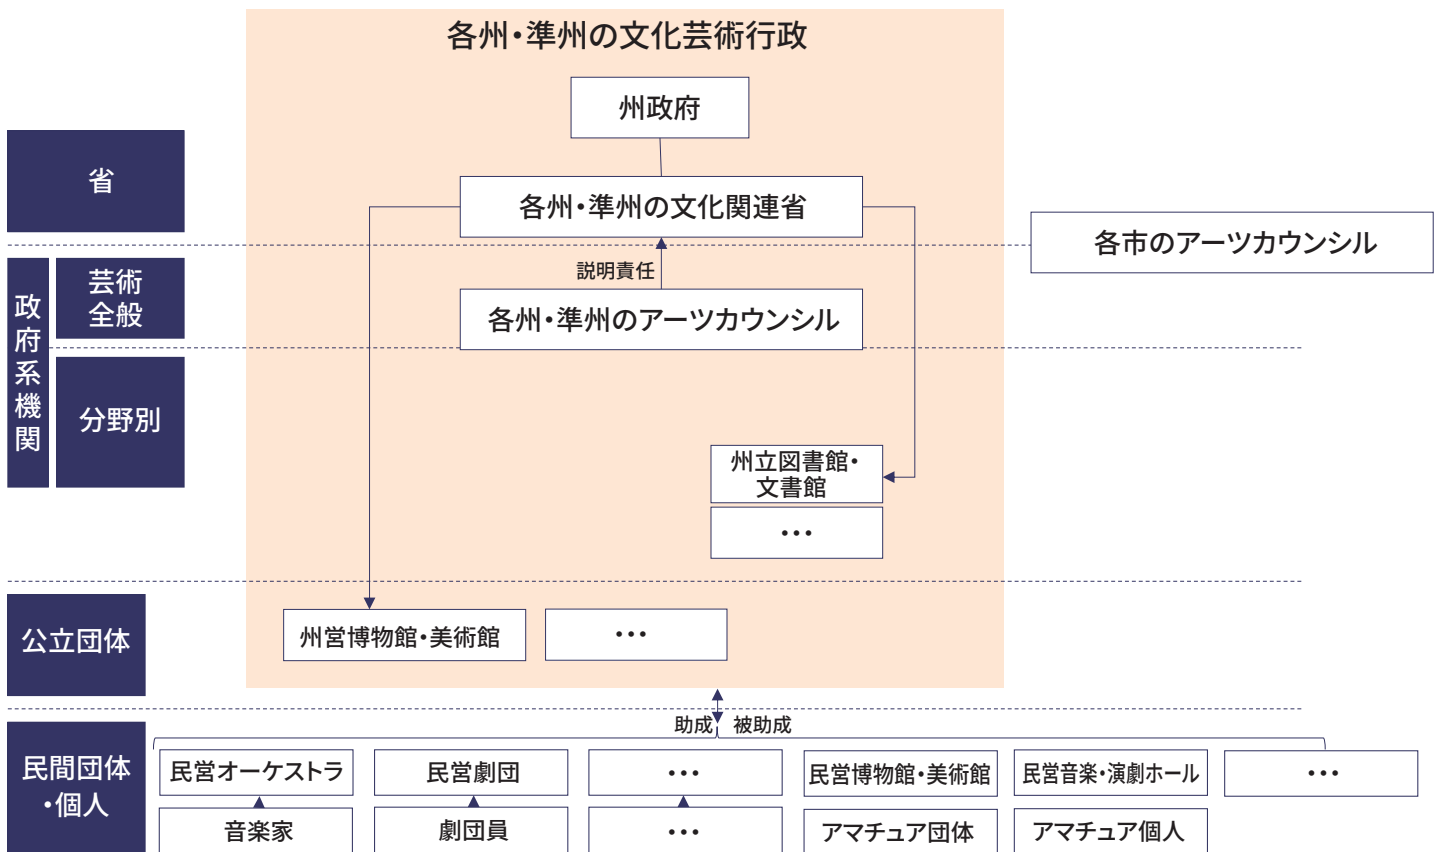 各州・準州の文化芸術行政
州政府
省
各州・準州の文化関連省
各市のアーツカウンシル
説明責任
政府系機関
芸術
全般
各州・準州のアーツカウンシル
分野別
州立図書館・
文書館
•••
公立団体
州営博物館・美術館
•••
助成
被助成
民間団体
・個人
民営オーケストラ
民営劇団
•••
民営博物館・美術館
民営音楽・演劇ホール
•••
音楽家
劇団員
•••
アマチュア団体
アマチュア個人